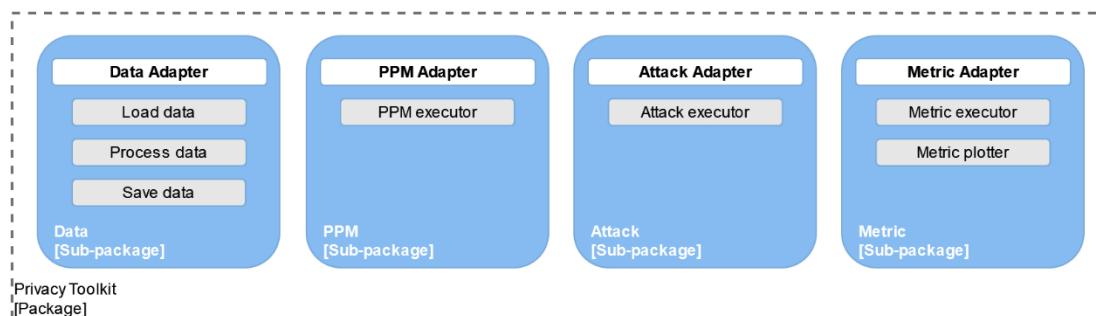 Data Adapter
Load data
Process data
Save data
Data
[Sub-package]
PPM Adapter
PPM executor
PPM
[Sub-package]
Attack Adapter
Attack executor
Attack
[Sub-package]
Metric Adapter
Metric executor
Metric plotter
Metric
[Sub-package]
Privacy Toolkit
[Package]